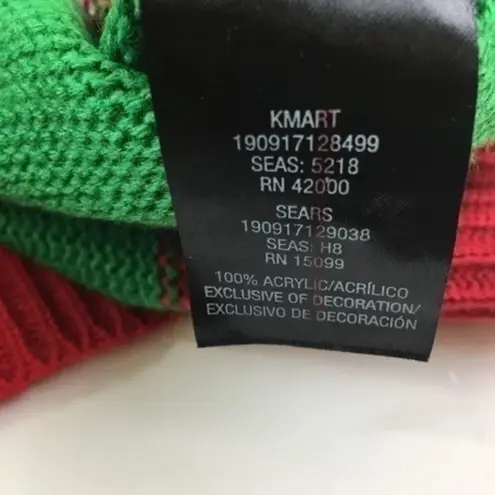 KMART
190917128499
SEAS: 5218
RN 42000
SEARS
190917129038
SEAS: H8
RN 15099
100% ACRYLIC/ACRÍLICO
EXCLUSIVE OF DECORATION/
EXCLUSIVO DE DECORACIÓN